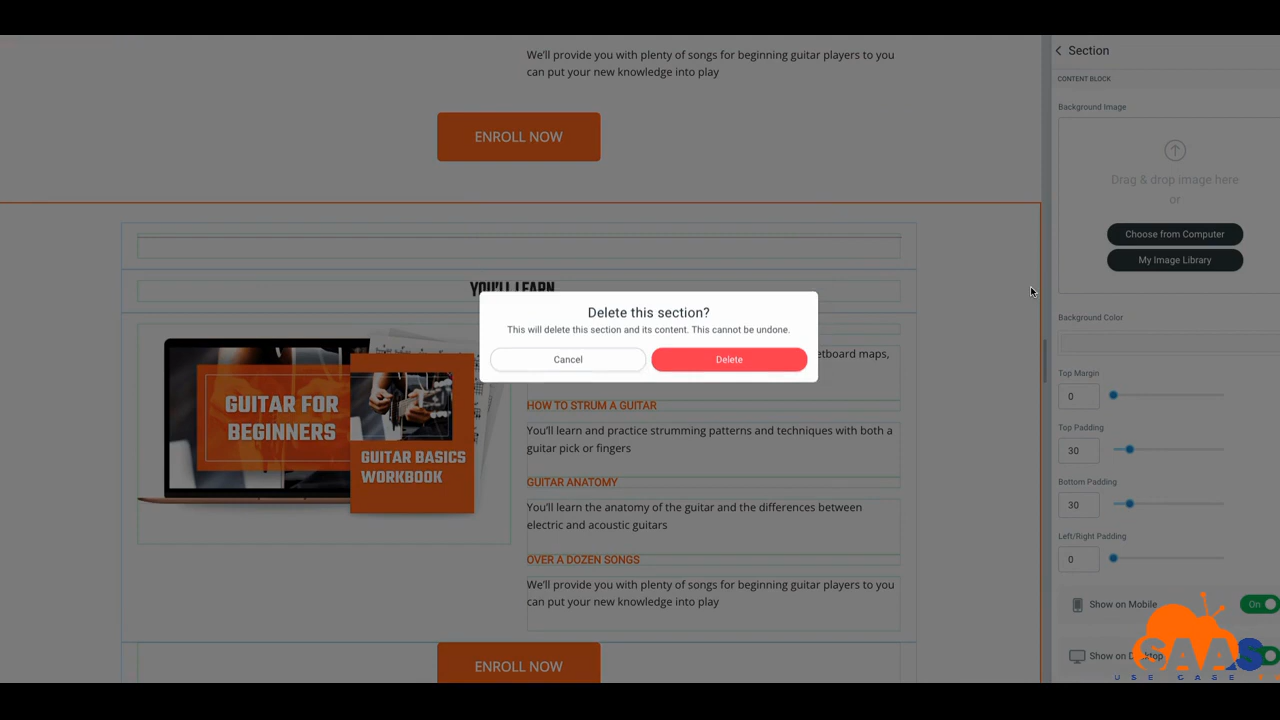 We'll provide you with plenty of songs for beginning guitar players to you
can put your new knowledge into play
ENROLL NOW
YOU'LL LEARN
Delete this section?
This will delete this section and its content. This cannot be undone.
Cancel
Delete
GUITAR FOR
BEGINNERS
GUITAR BASICS
WORKBOOK
etboard maps,
HOW TO STRUM A GUITAR
You'll learn and practice strumming patterns and techniques with both a
guitar pick or fingers
GUITAR ANATOMY
You'll learn the anatomy of the guitar and the differences between
electric and acoustic guitars
OVER A DOZEN SONGS
We'll provide you with plenty of songs for beginning guitar players to you
can put your new knowledge into play
ENROLL NOW
Section
CONTENT BLOCK
Background Image
Drag & drop image here
or
Choose from Computer
My Image Library
Background Color
Top Margin
0
Top Padding
30
Bottom Padding
30
Left/Right Padding
0
Show on Mobile
On
Show on
SAAS
USE CASE